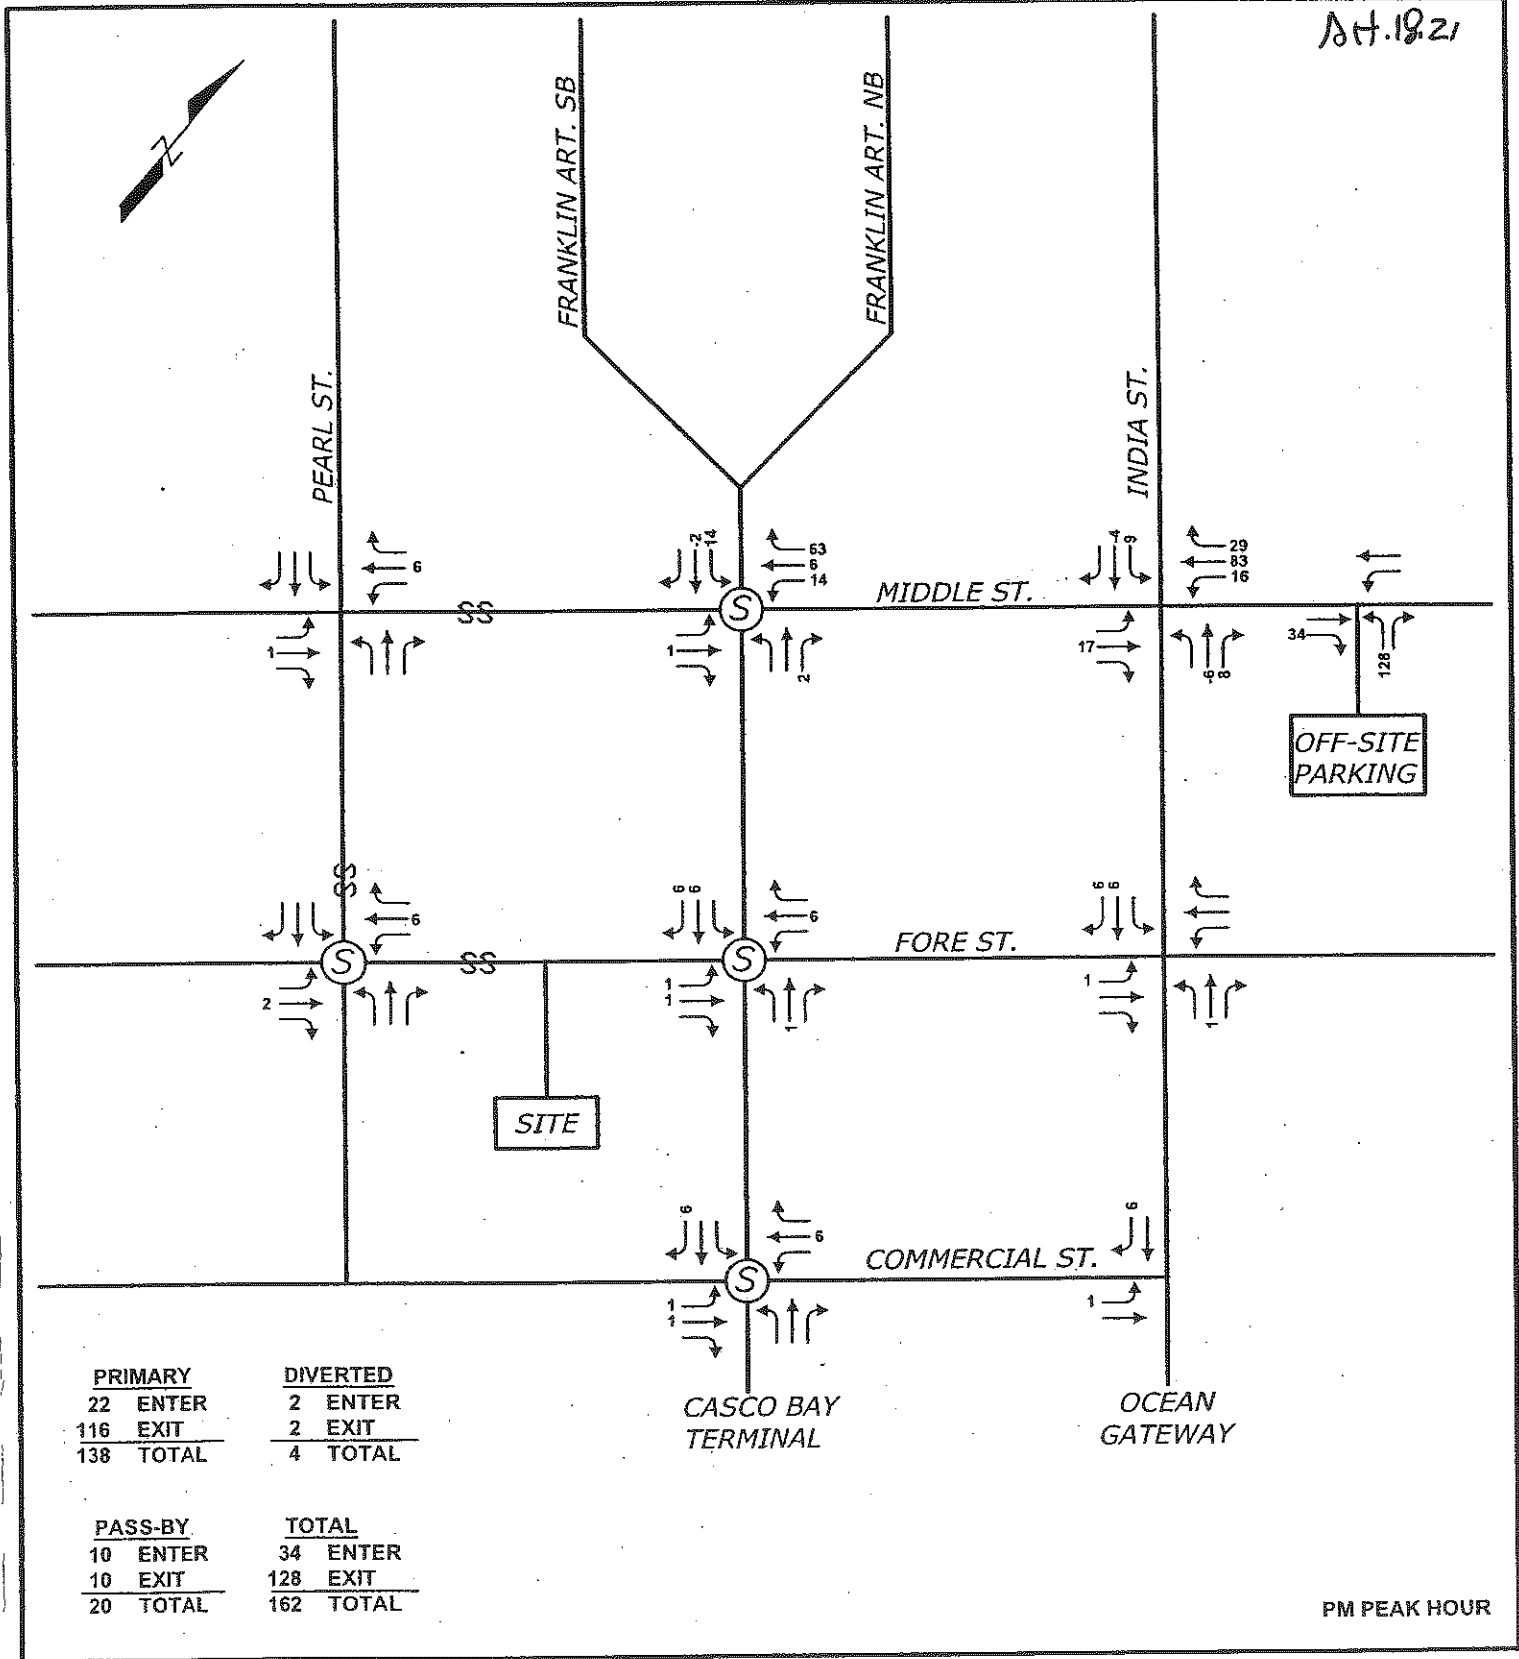 AH.18.21
Z
FRANKLIN ART. SB
FRANKLIN ART. NB
PEARL ST.
INDIA ST.
6
-2
14
63
6
14
MIDDLE ST.
-4
9
29
83
16
SS
S
1
1
2
17
-6
8
34
128
OFF-SITE
PARKING
SS
6
6
6
6
6
6
FORE ST.
S
SS
S
2
1
1
1
1
1
SITE
6
6
COMMERCIAL ST.
6
S
1
1
1
CASCO BAY
TERMINAL
OCEAN
GATEWAY
PRIMARY
22 ENTER
116 EXIT
138 TOTAL
DIVERTED
2 ENTER
2 EXIT
4 TOTAL
PASS-BY
10 ENTER
10 EXIT
20 TOTAL
TOTAL
34 ENTER
128 EXIT
162 TOTAL
PM PEAK HOUR